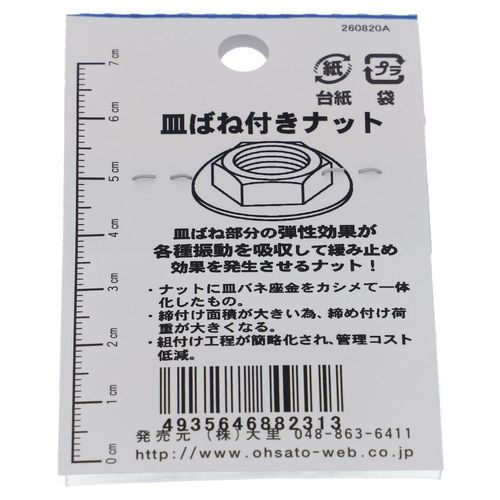 260820A
紙 プラ
台紙 袋
皿ばね付きナット
7cm
6cm
5cm
4cm
3cm
2cm
1cm
0cm
皿ばね部分の弾性効果が
各種振動を吸収して緩み止め
効果を発生させるナット！
・ナットに皿バネ座金をカシメて一体
化したもの。
・締付け面積が大きい為、締め付け荷
重が大きくなる。
・組付け工程が簡略化され、管理コスト
低減。
4935646882313
発売元 (株)大里 048-863-6411
http://www.ohsato-web.co.jp